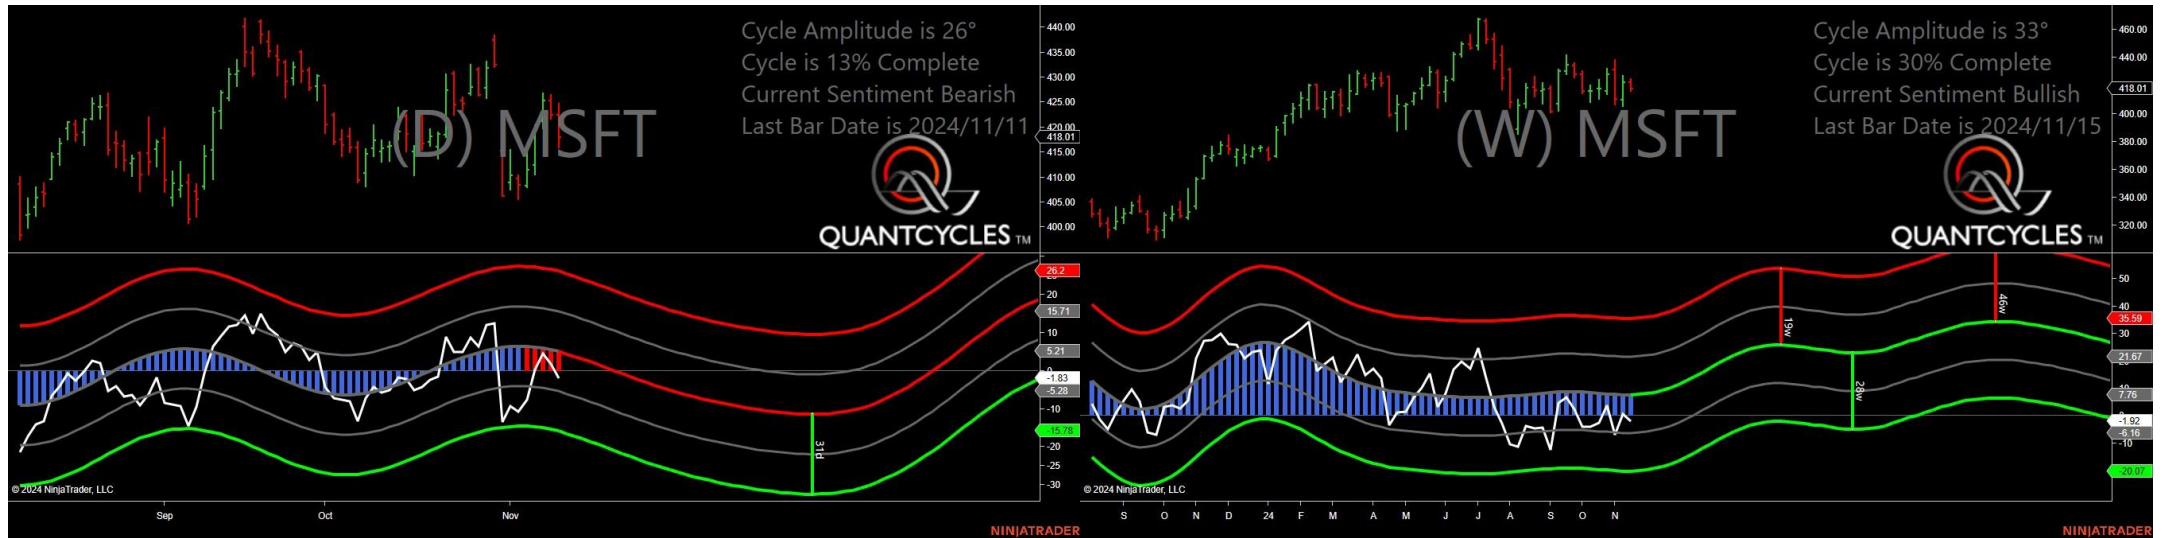 Cycle Amplitude is 26°
Cycle is 13% Complete
Current Sentiment Bearish
Last Bar Date is 2024/11/11
(D) MSFT
QUANTCYCLES TM
440.00
435.00
430.00
425.00
420.00
418.01
415.00
410.00
405.00
400.00
26.2
20
15.71
10
5.21
-1.83
-5.28
-10
-15.78
-20
-25
-30
31d
© 2024 NinjaTrader, LLC
Sep Oct Nov
NINJATRADER
Cycle Amplitude is 33°
Cycle is 30% Complete
Current Sentiment Bullish
Last Bar Date is 2024/11/15
(W) MSFT
QUANTCYCLES TM
460.00
440.00
418.01
400.00
380.00
360.00
340.00
320.00
50
40
35.59
30
21.67
7.76
-1.92
-6.16
-10
-20.07
19w
28w
46w
© 2024 NinjaTrader, LLC
S O N D 24 F M A M J J A S O N
NINJATRADER